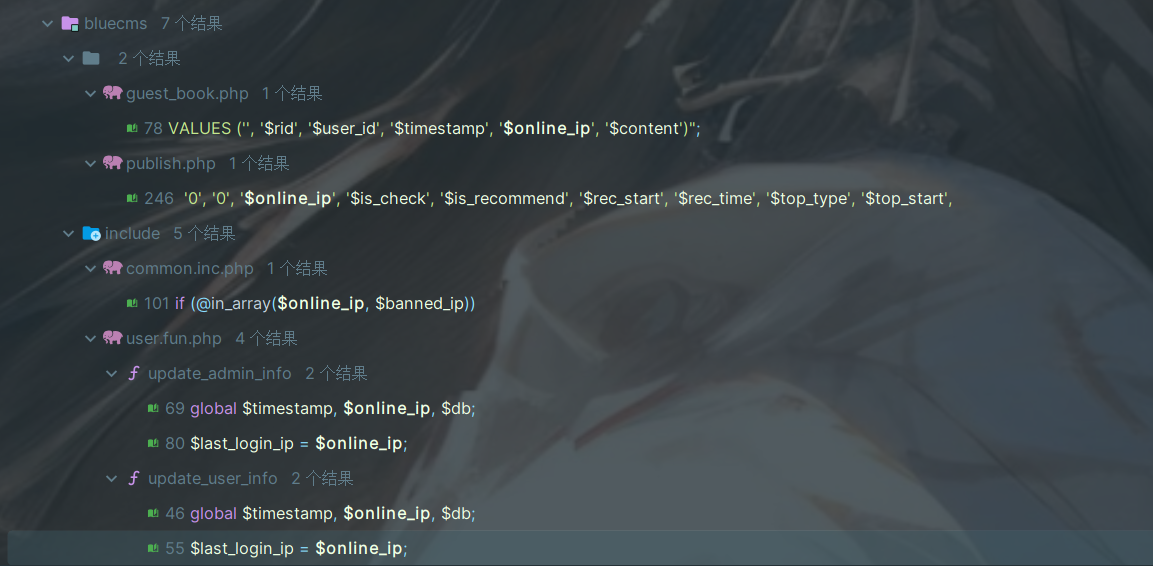 bluecms 7 个结果
2 个结果
guest_book.php 1 个结果
78 VALUES ('', '$rid', '$user_id', '$timestamp', '$online_ip', '$content')";
publish.php 1 个结果
246 '0', '0', '$online_ip', '$is_check', '$is_recommend', '$rec_start', '$rec_time', '$top_type', '$top_start',
include 5 个结果
common.inc.php 1 个结果
101 if (@in_array($online_ip, $banned_ip))
user.fun.php 4 个结果
update_admin_info 2 个结果
69 global $timestamp, $online_ip, $db;
80 $last_login_ip = $online_ip;
update_user_info 2 个结果
46 global $timestamp, $online_ip, $db;
55 $last_login_ip = $online_ip;